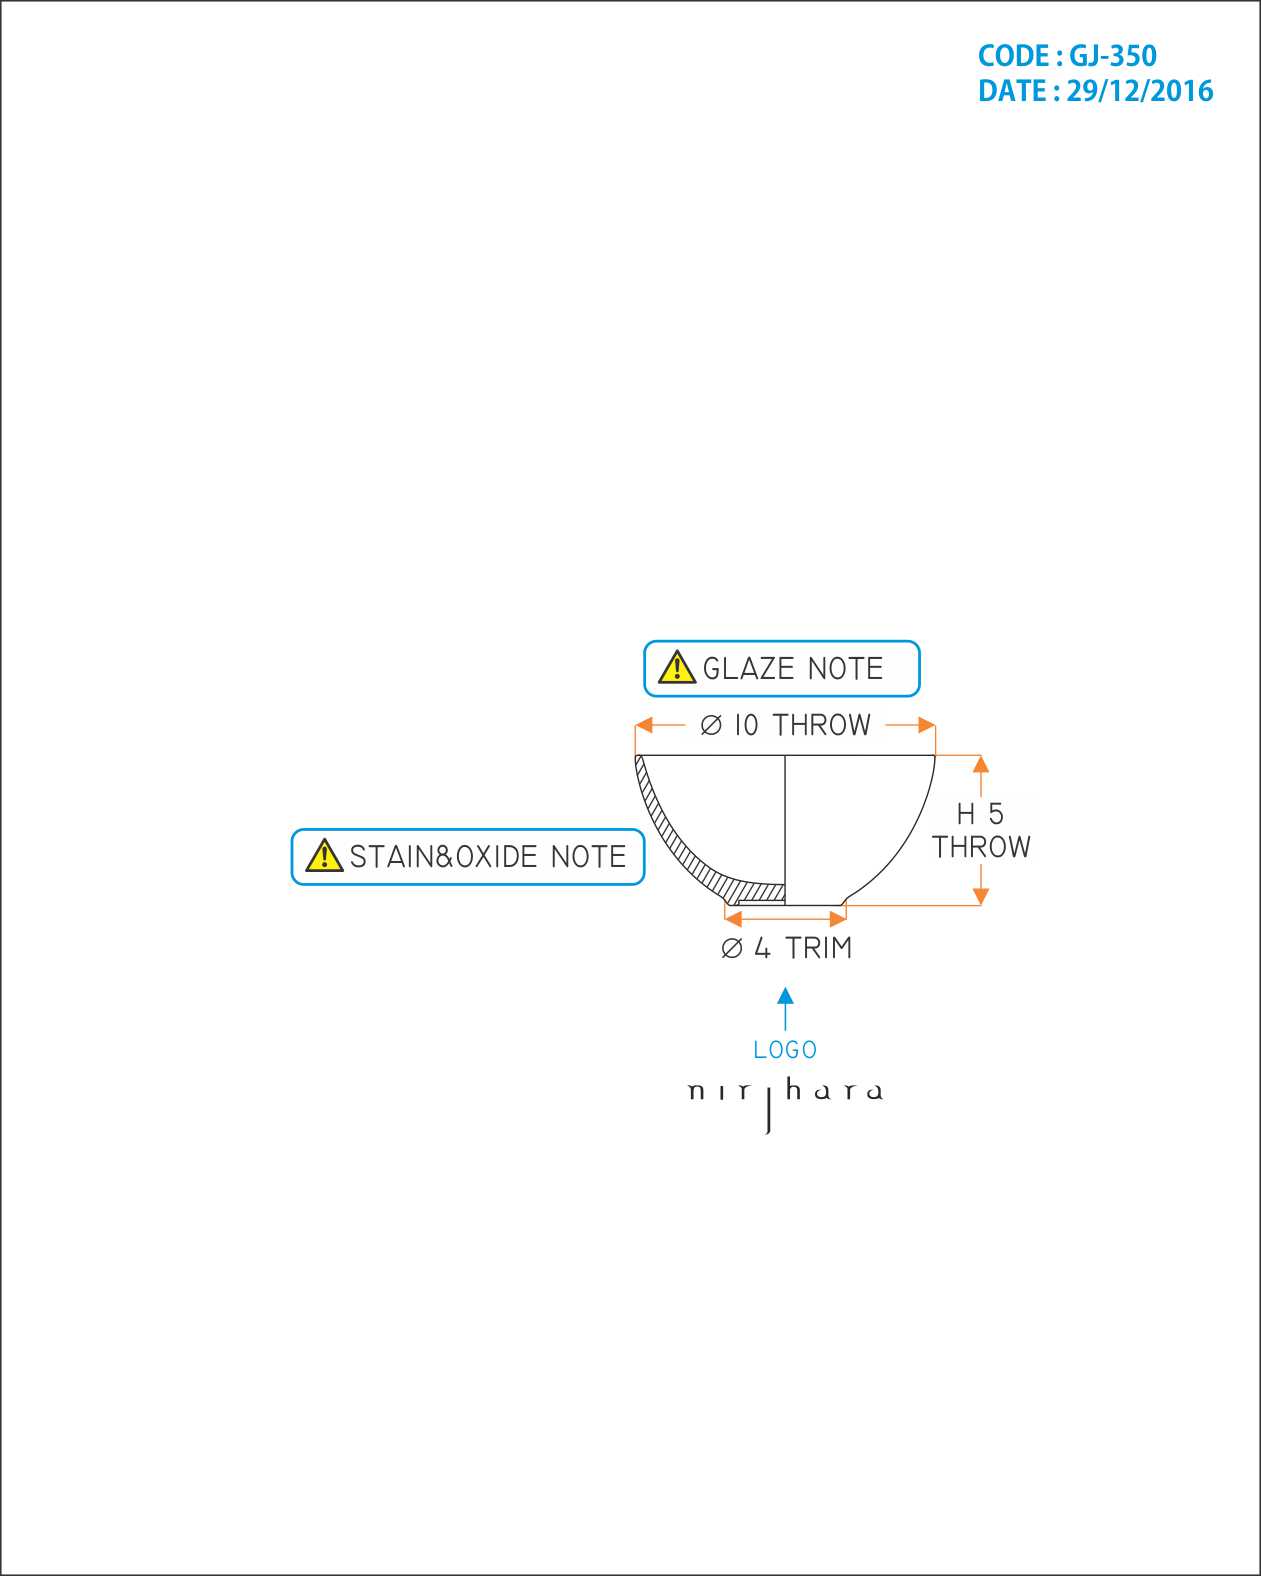 CODE : GJ-350
DATE : 29/12/2016
GLAZE NOTE
Ø 10 THROW
H 5
THROW
STAIN&OXIDE NOTE
Ø 4 TRIM
LOGO
nirjhara